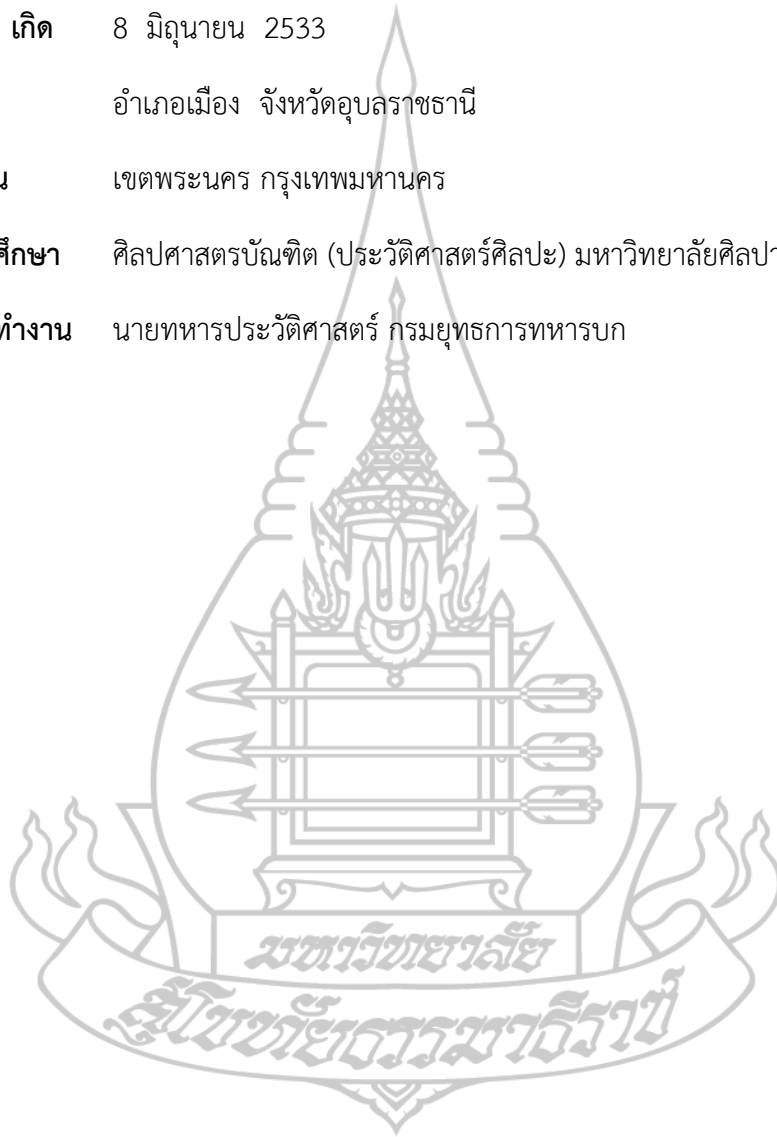 เกิด 8 มิถุนายน 2533
อำเภอเมือง จังหวัดอุบลราชธานี
น เขตพระนคร กรุงเทพมหานคร
ศึกษา ศิลปศาสตรบัณฑิต (ประวัติศาสตร์ศิลปะ) มหาวิทยาลัยศิลปา
ทำงาน นายทหารประวัติศาสตร์ กรมยุทธการทหารบก
มหาวิทยาลัย
สุโขทัยธรรมาธิราช